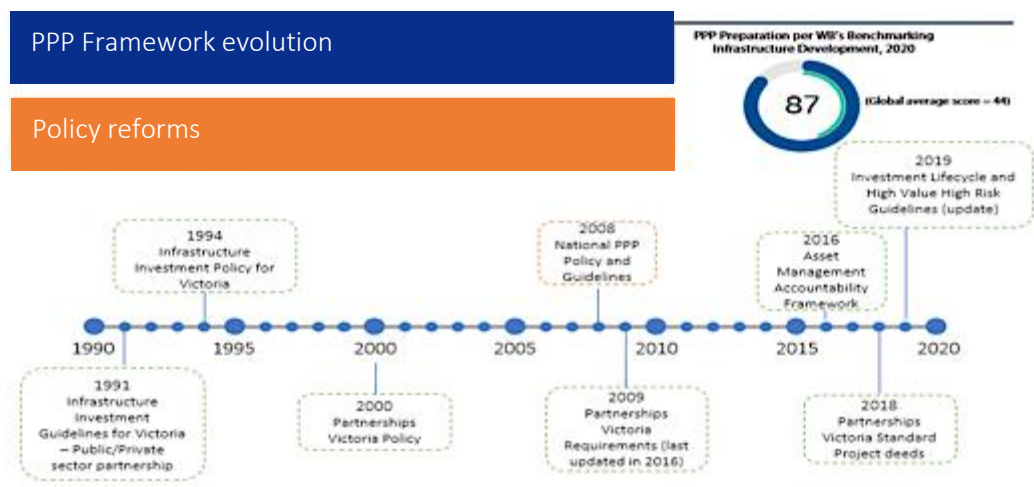 PPP Framework evolution
Policy reforms
PPP Preparation per WB's Benchmarking
Infrastructure Development, 2020
87
(Global average score = 44)
2019
Investment Lifecycle and
High Value High Risk
Guidelines (update)
1994
Infrastructure
Investment Policy for
Victoria
2008
National PPP
Policy and
Guidelines
2016
Asset
Management
Accountability
Framework
1990
1995
2000
2005
2010
2015
2020
1991
Infrastructure
Investment
Guidelines for Victoria
– Public/Private
sector partnership
2000
Partnerships
Victoria Policy
2009
Partnerships
Victoria
Requirements (last
updated in 2016)
2018
Partnerships
Victoria Standard
Project deeds